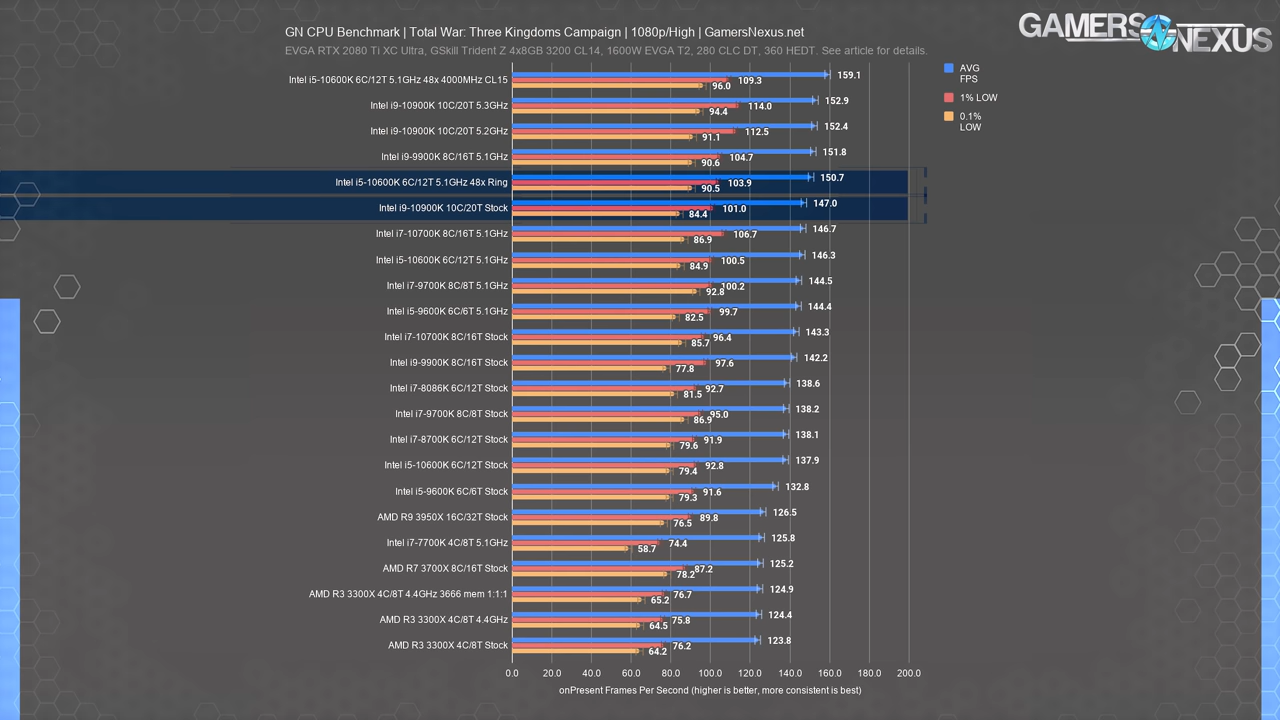 GN CPU Benchmark | Total War: Three Kingdoms Campaign | 1080p/High | GamersNexus.net
EVGA RTX 2080 Ti XC Ultra, GSkill Trident Z 4x8GB 3200 CL14, 1600W EVGA T2, 280 CLC DT, 360 HEDT. See article for details.
GAMERS NEXUS
AVG FPS
1% LOW
0.1% LOW
Intel i5-10600K 6C/12T 5.1GHz 48x 4000MHz CL15 159.1 109.3 96.0
Intel i9-10900K 10C/20T 5.3GHz 152.9 114.0 94.4
Intel i9-10900K 10C/20T 5.2GHz 152.4 112.5 91.1
Intel i9-9900K 8C/16T 5.1GHz 151.8 104.7 90.6
Intel i5-10600K 6C/12T 5.1GHz 48x Ring 150.7 103.9 90.5
Intel i9-10900K 10C/20T Stock 147.0 101.0 84.4
Intel i7-10700K 8C/16T 5.1GHz 146.7 106.7 86.9
Intel i5-10600K 6C/12T 5.1GHz 146.3 100.5 84.9
Intel i7-9700K 8C/8T 5.1GHz 144.5 100.2 92.8
Intel i5-9600K 6C/6T 5.1GHz 144.4 99.7 82.5
Intel i7-10700K 8C/16T Stock 143.3 96.4 85.7
Intel i9-9900K 8C/16T Stock 142.2 97.6 77.8
Intel i7-8086K 6C/12T Stock 138.6 92.7 81.5
Intel i7-9700K 8C/8T Stock 138.2 95.0 86.9
Intel i7-8700K 6C/12T Stock 138.1 91.9 79.6
Intel i5-10600K 6C/12T Stock 137.9 92.8 79.4
Intel i5-9600K 6C/6T Stock 132.8 91.6 79.3
AMD R9 3950X 16C/32T Stock 126.5 89.8 76.5
Intel i7-7700K 4C/8T 5.1GHz 125.8 74.4 58.7
AMD R7 3700X 8C/16T Stock 125.2 87.2 78.2
AMD R3 3300X 4C/8T 4.4GHz 3666 mem 1:1:1 124.9 76.7 65.2
AMD R3 3300X 4C/8T 4.4GHz 124.4 75.8 64.5
AMD R3 3300X 4C/8T Stock 123.8 76.2 64.2
0.0 20.0 40.0 60.0 80.0 100.0 120.0 140.0 160.0 180.0 200.0
onPresent Frames Per Second (higher is better, more consistent is best)